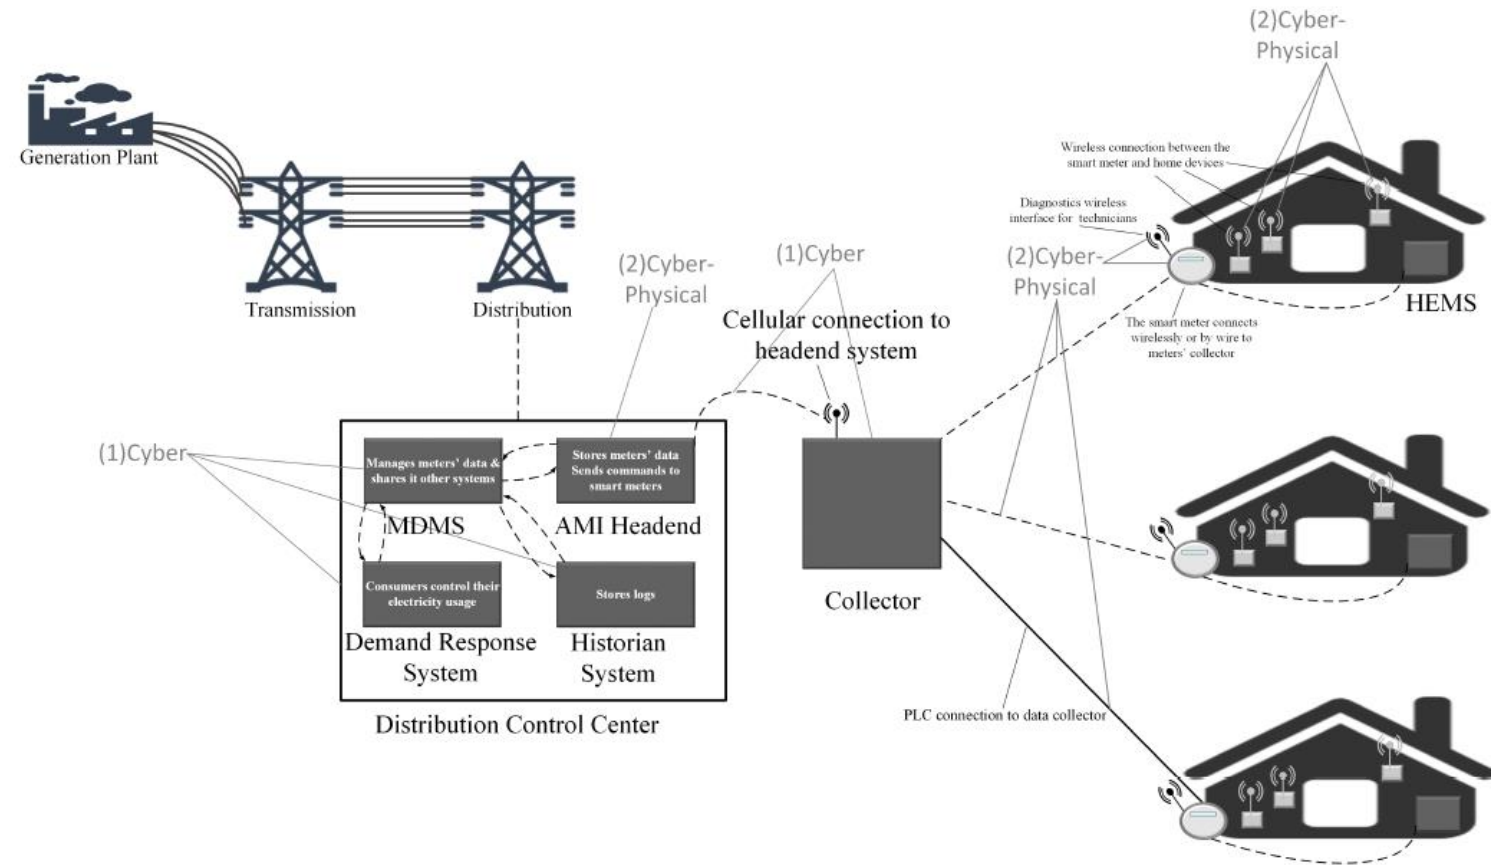 (2)Cyber-
Physical
Generation Plant
Wireless connection between the
smart meter and home devices
Diagnostics wireless
interface for technicians
(2)Cyber-
Physical
(1)Cyber
(2)Cyber-
Physical
Transmission
Distribution
HEMS
Cellular connection to
headend system
The smart meter connects
wirelessly or by wire to
meters' collector
(1)Cyber
Manages meters' data &
shares it other systems
MDMS
Stores meters' data
Sends commands to
smart meters
AMI Headend
Consumers control their
electricity usage
Demand Response
System
Stores logs
Historian
System
Distribution Control Center
Collector
PLC connection to data collector